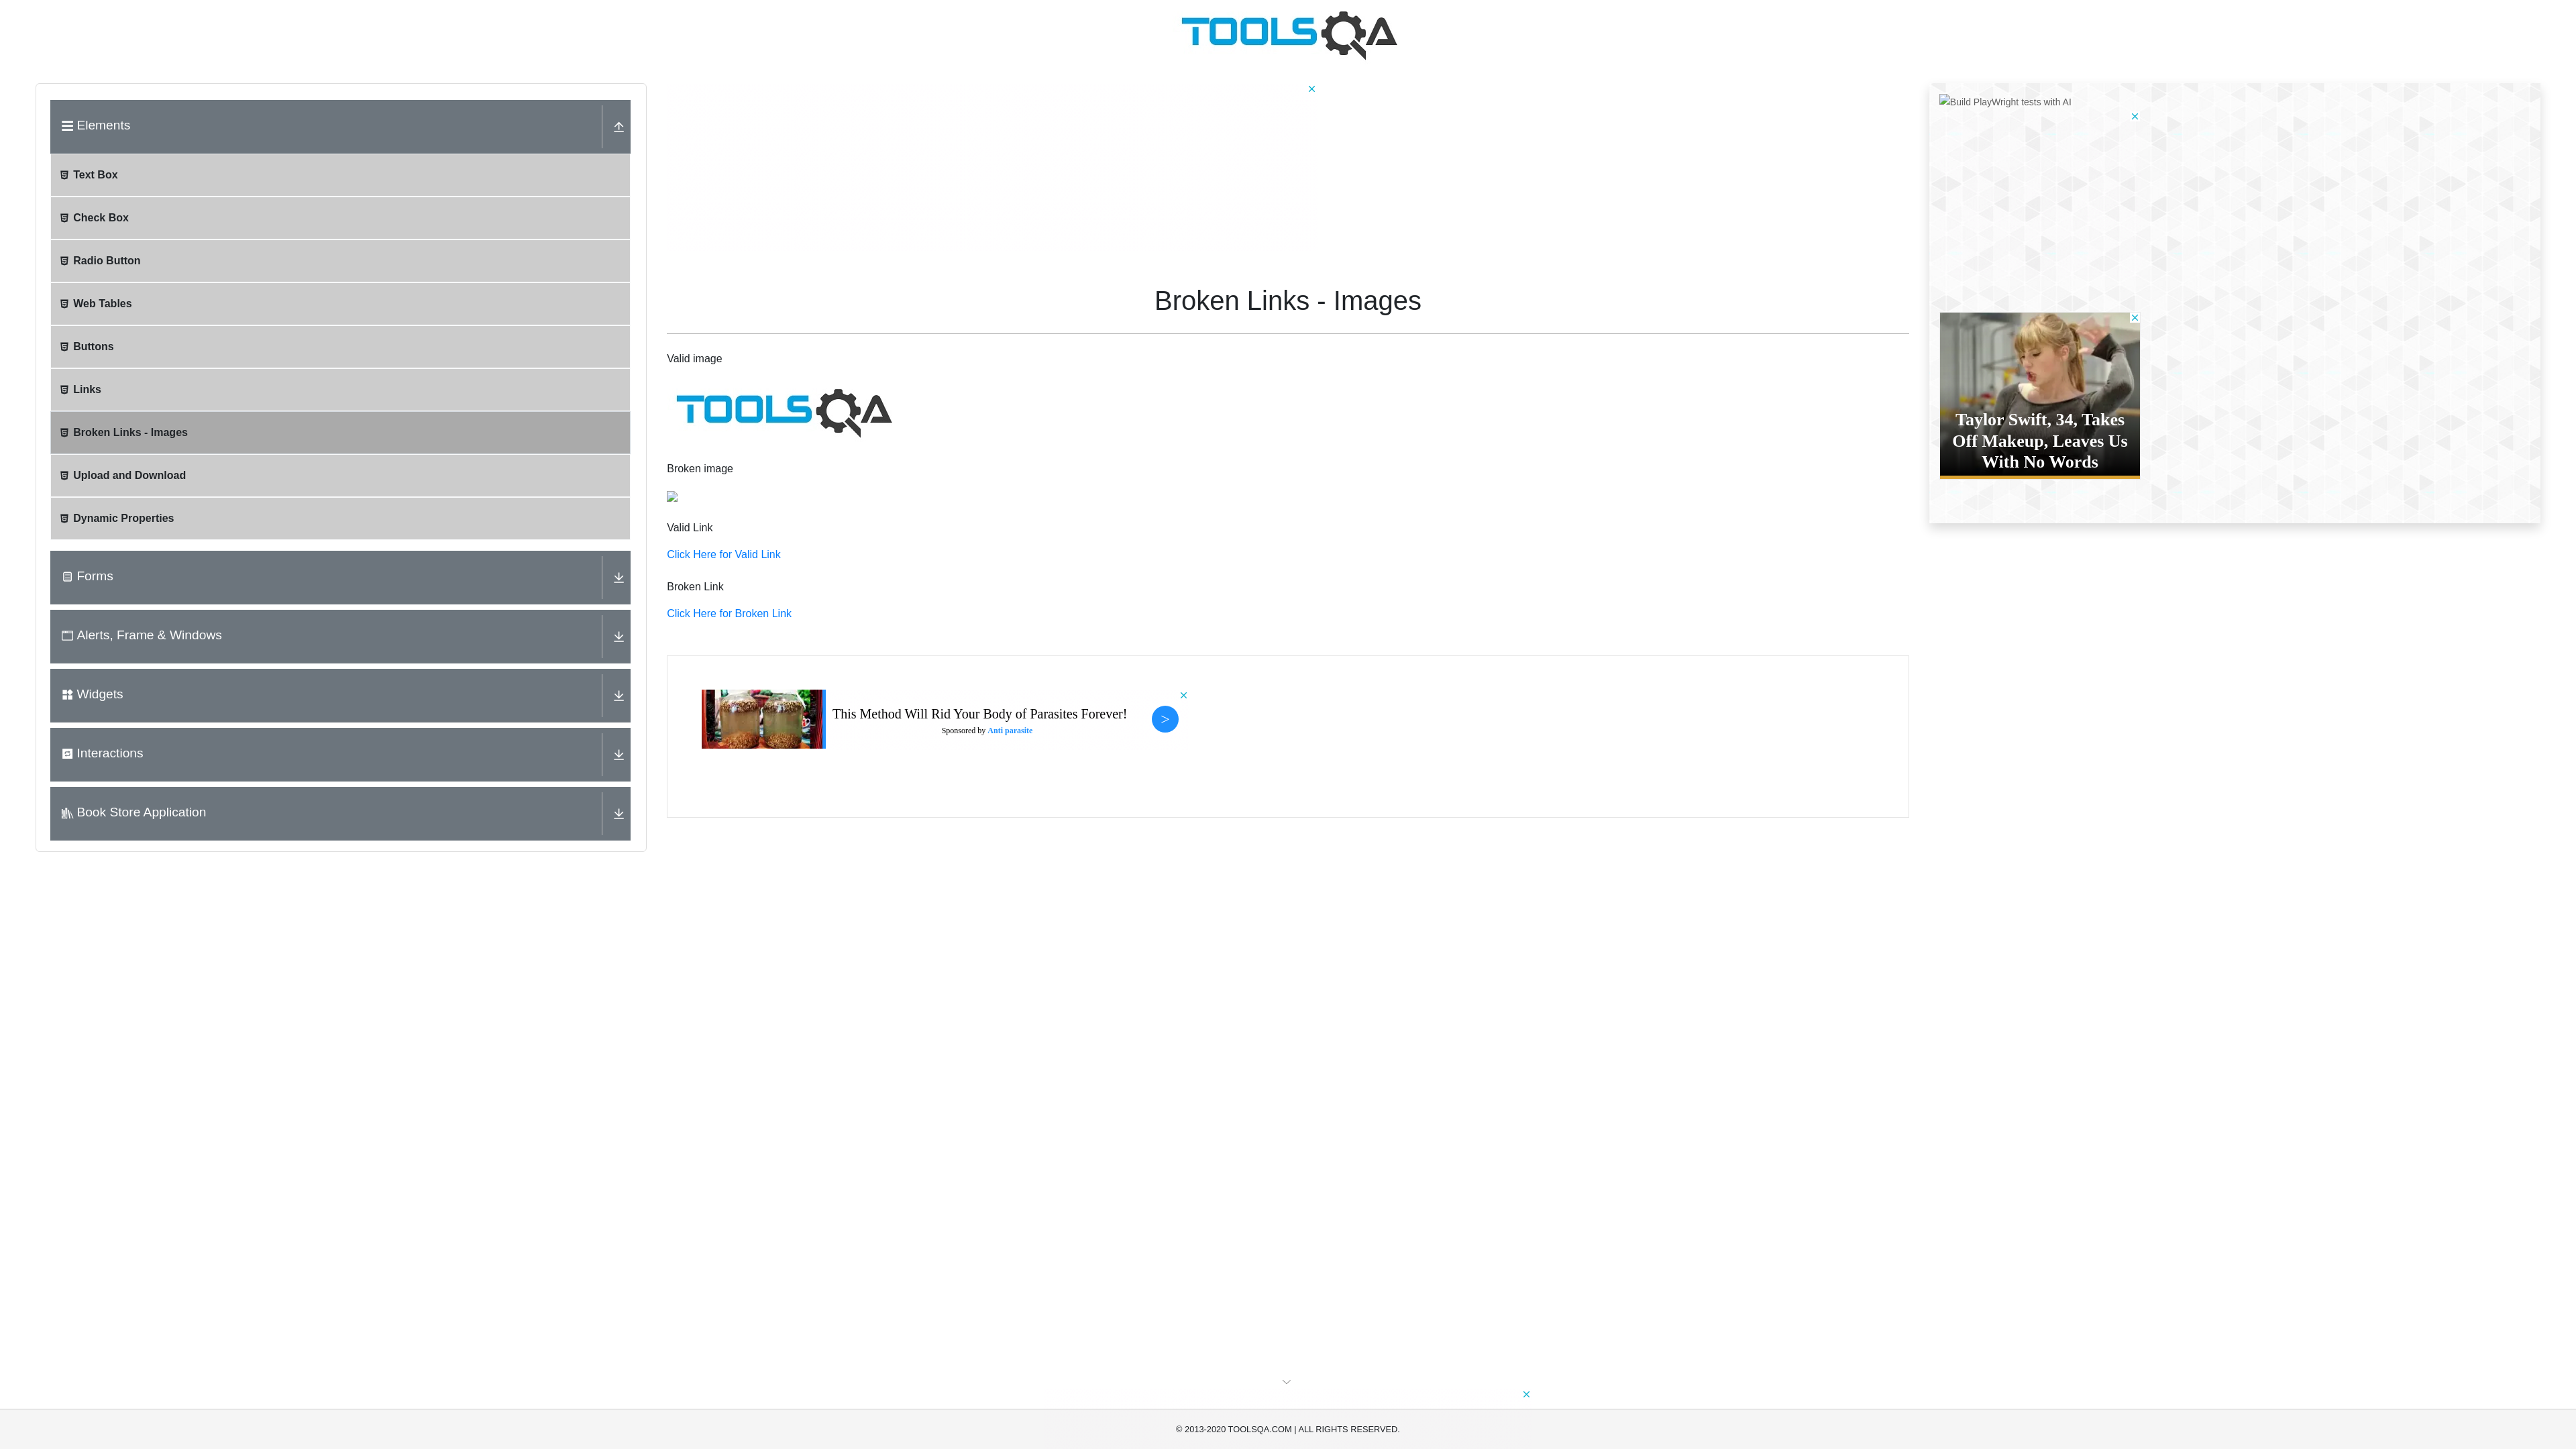 TOOLSQA
Elements
Text Box
Check Box
Radio Button
Web Tables
Buttons
Links
Broken Links - Images
Upload and Download
Dynamic Properties
Forms
Alerts, Frame & Windows
Widgets
Interactions
Book Store Application
Broken Links - Images
Valid image
TOOLSQA
Broken image
Valid Link
Click Here for Valid Link
Broken Link
Click Here for Broken Link
This Method Will Rid Your Body of Parasites Forever!
Sponsored by Anti parasite
>
Build PlayWright tests with AI
Taylor Swift, 34, Takes
Off Makeup, Leaves Us
With No Words
© 2013-2020 TOOLSQA.COM | ALL RIGHTS RESERVED.